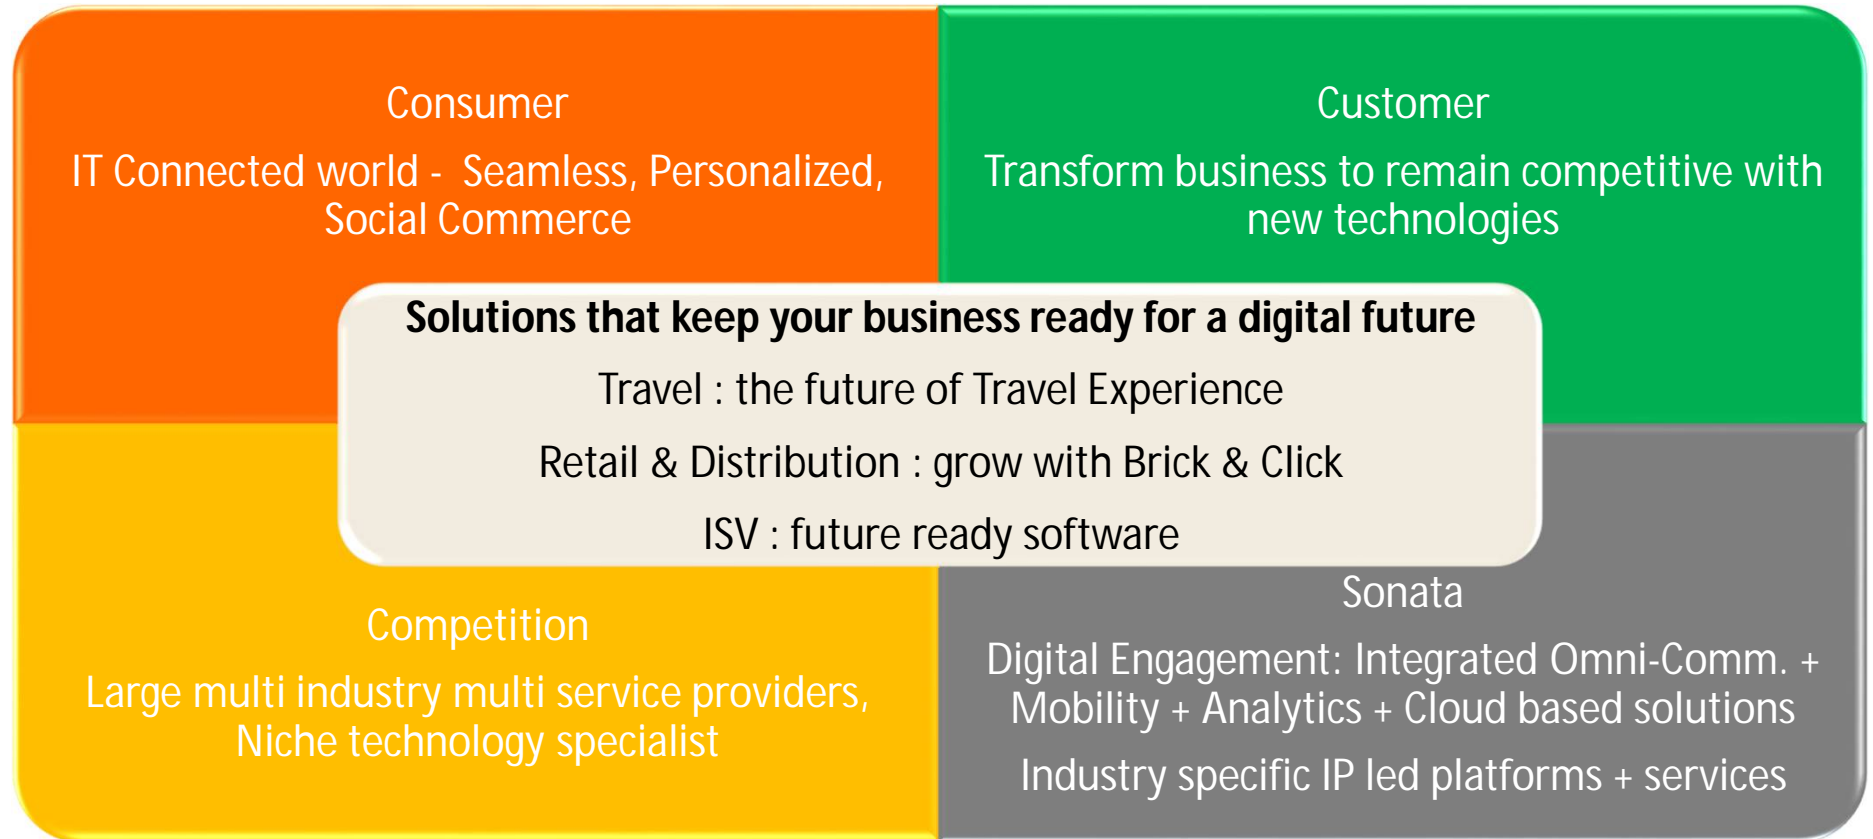 Consumer
IT Connected world - Seamless, Personalized,
Social Commerce
Customer
Transform business to remain competitive with
new technologies
Solutions that keep your business ready for a digital future
Travel : the future of Travel Experience
Retail & Distribution : grow with Brick & Click
ISV : future ready software
Competition
Large multi industry multi service providers,
Niche technology specialist
Sonata
Digital Engagement: Integrated Omni-Comm. +
Mobility + Analytics + Cloud based solutions
Industry specific IP led platforms + services